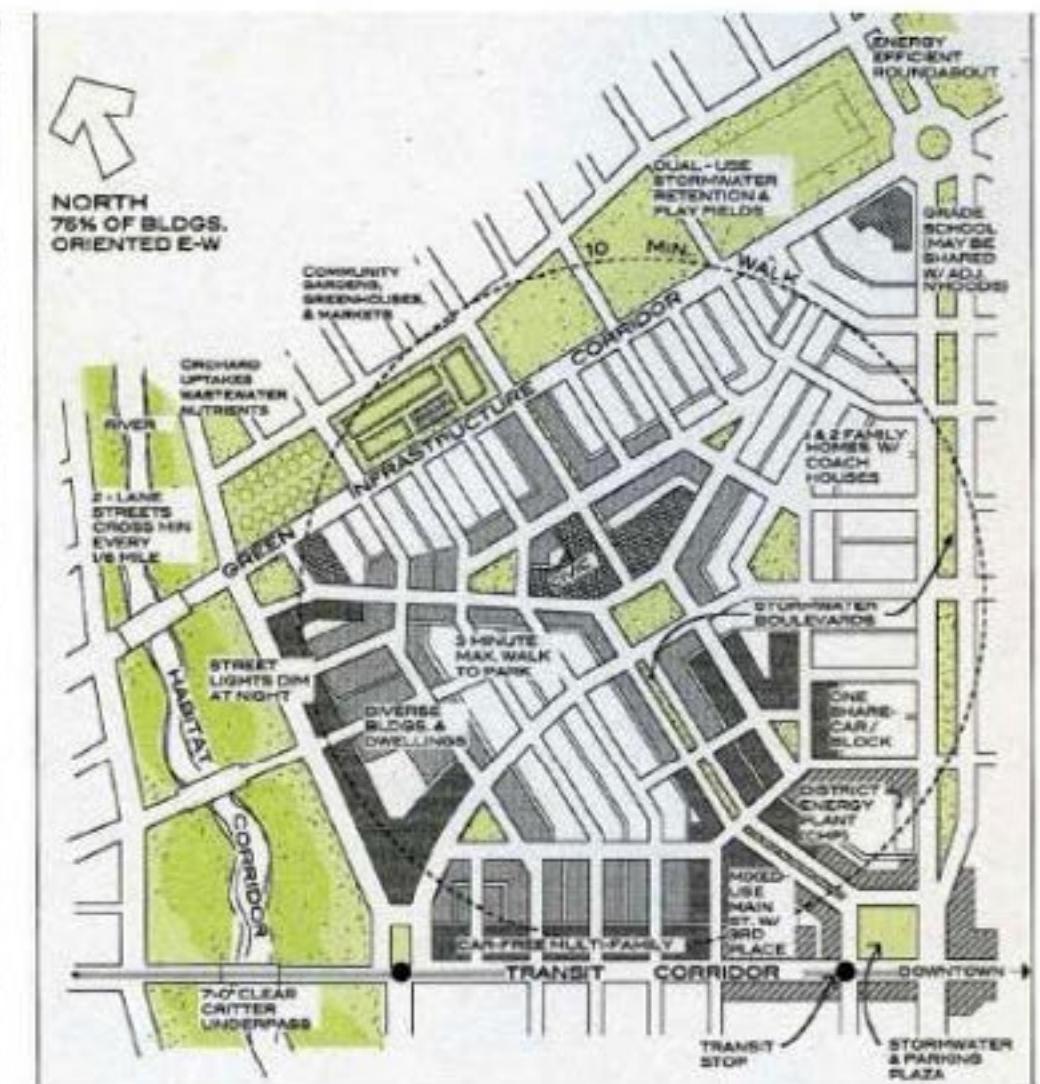 ENERGY
EFFICIENT
ROUNDABOUT
NORTH
75% OF BLDGS.
ORIENTED E-W
DUAL-USE
STORMWATER
RETENTION &
PLAY FIELDS
GRADE
SCHOOL
(MAY BE
SHARED
W/ ADJ.
N'HOODS)
10 MIN. WALK
COMMUNITY
GARDENS,
GREENHOUSES,
& MARKETS
ORCHARD
UPTAKES
WASTEWATER
NUTRIENTS
RIVER
GREEN INFRASTRUCTURE CORRIDOR
1 & 2 FAMILY
HOMES W/
COACH
HOUSES
2-LANE
STREETS
CROSS MIN
EVERY
1/8 MILE
CIVIC
STORMWATER
BOULEVARDS
3 MINUTE
MAX. WALK
TO PARK
STREET
LIGHTS DIM
AT NIGHT
HABITAT CORRIDOR
DIVERSE
BLDGS. &
DWELLINGS
ONE
SHARE-
CAR/
BLOCK
DISTRICT
ENERGY
PLANT
(CHP)
MIXED-
USE
MAIN
ST. W/
3RD
PLACE
CAR-FREE MULTI-FAMILY
TRANSIT CORRIDOR
DOWNTOWN
7'-0" CLEAR
CRITTER
UNDERPASS
TRANSIT
STOP
STORMWATER
& PARKING
PLAZA